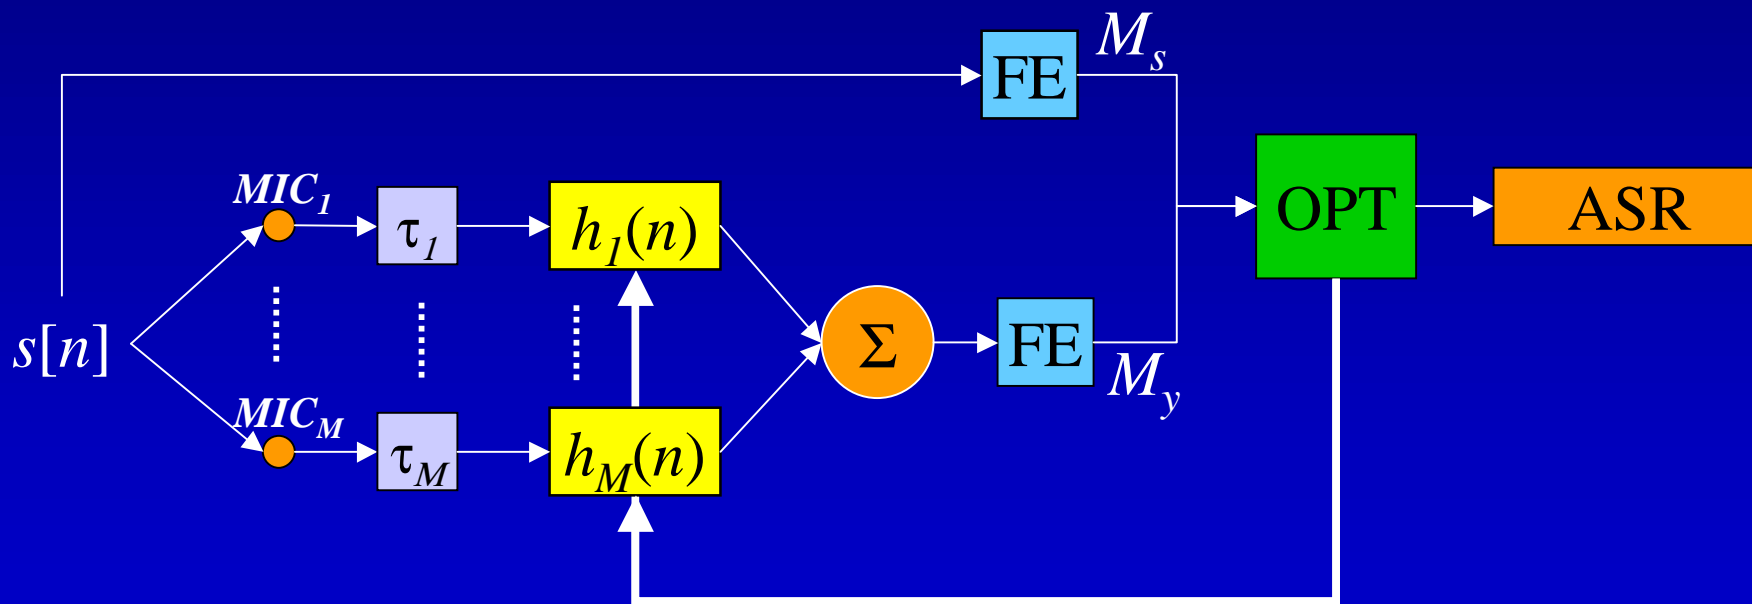 FE
M_s
MIC_1
τ_1
h_1(n)
OPT
ASR
s[n]
Σ
FE
M_y
MIC_M
τ_M
h_M(n)